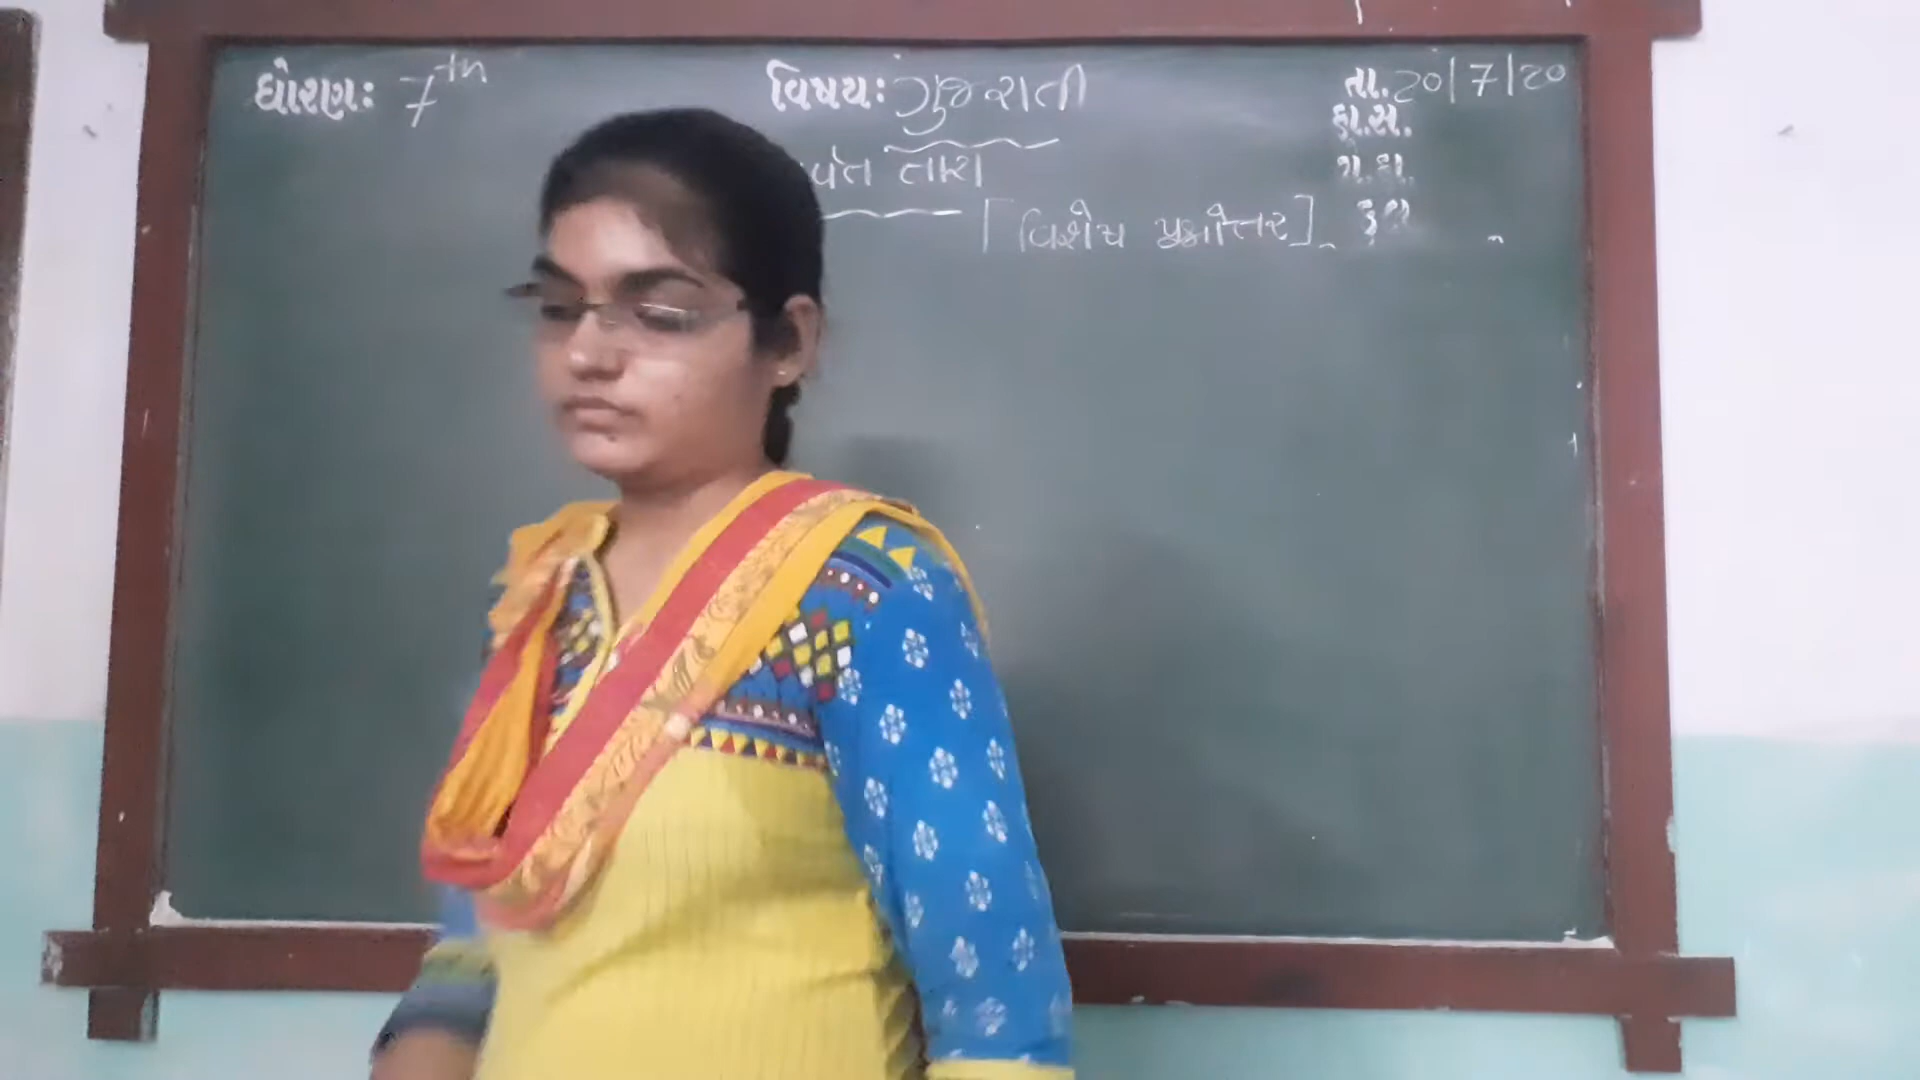 ધોરણ: 7th વિષય: ગુજરાતી તા. 20/7/20
હા.સં.
વંત તારા ગે.હા.
[વિશેષ પ્રશ્નોત્તર] કુલ